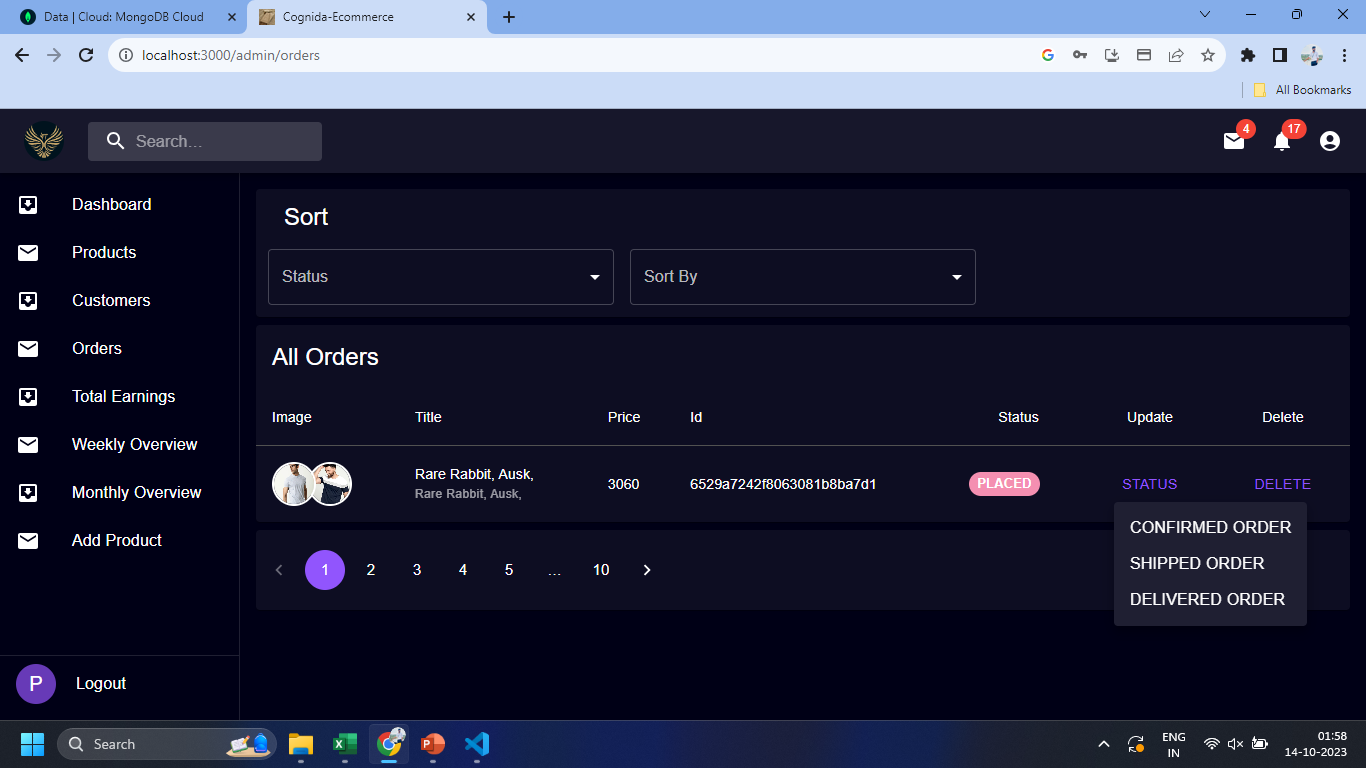 Data | Cloud: MongoDB Cloud
Cognida-Ecommerce
localhost:3000/admin/orders
All Bookmarks
Search...
4
17
Dashboard
Products
Customers
Orders
Total Earnings
Weekly Overview
Monthly Overview
Add Product
P
Logout
Sort
Status
Sort By
All Orders
Image Title Price Id Status Update Delete
Rare Rabbit, Ausk,
Rare Rabbit, Ausk,
3060 6529a7242f8063081b8ba7d1 PLACED STATUS DELETE
CONFIRMED ORDER
SHIPPED ORDER
DELIVERED ORDER
1 2 3 4 5 ... 10
Search
ENG
IN
01:58
14-10-2023